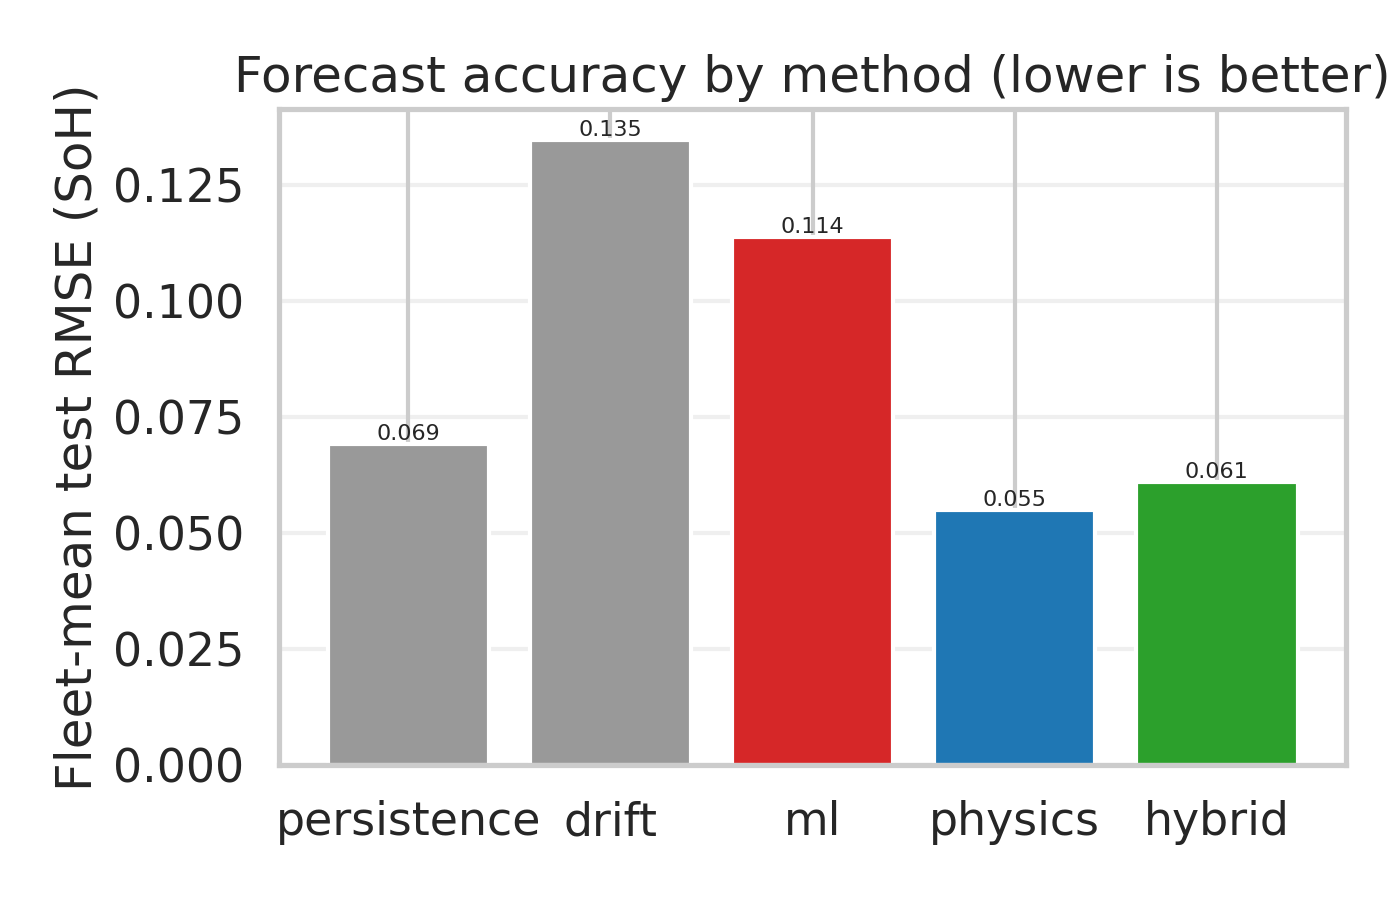 Forecast accuracy by method (lower is better)
Fleet-mean test RMSE (SoH)
0.125
0.100
0.075
0.050
0.025
0.000
0.069
0.135
0.114
0.055
0.061
persistence
drift
ml
physics
hybrid